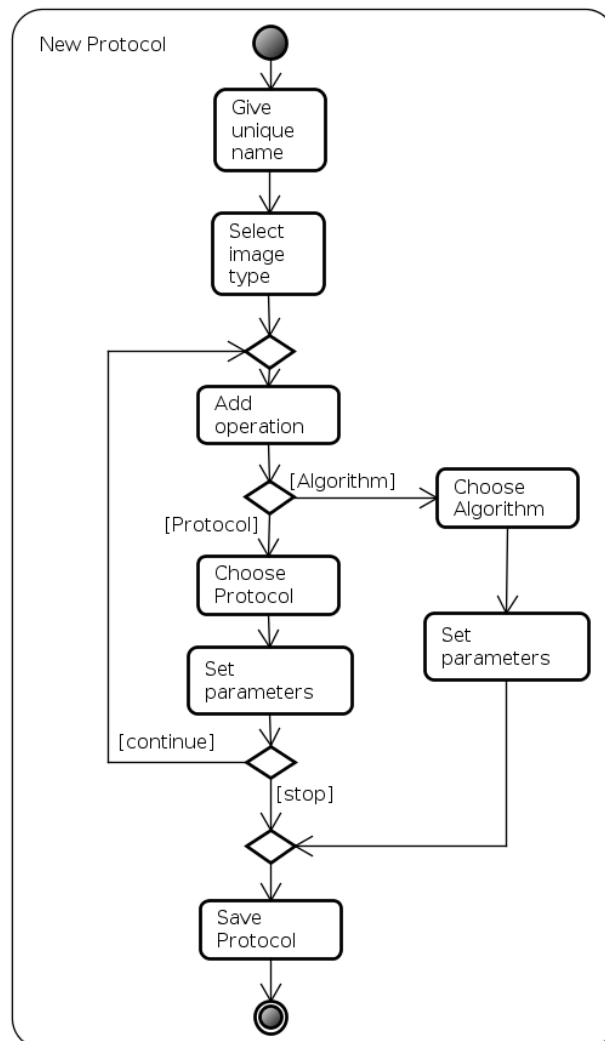 New Protocol
Give
unique
name
Select
image
type
Add
operation
[Algorithm]
Choose
Algorithm
[Protocol]
Choose
Protocol
Set
parameters
Set
parameters
[continue]
[stop]
Save
Protocol